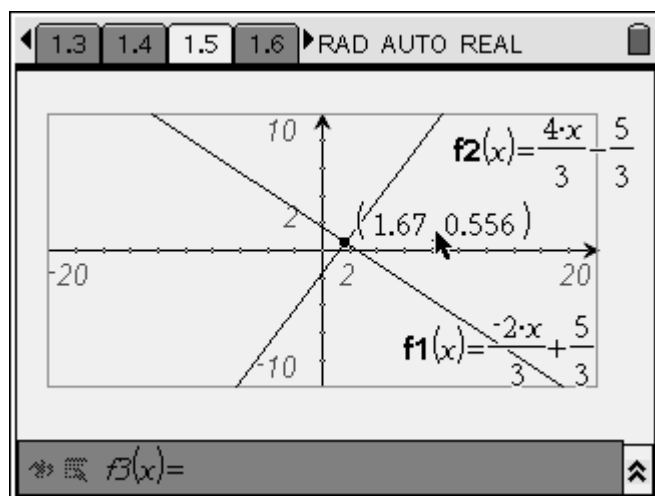 1.3 1.4 1.5 1.6 RAD AUTO REAL
10
f2(x)=4·x/3-5/3
2
(1.67,0.556)
-20
2
20
f1(x)=-2·x/3+5/3
-10
f3(x)=